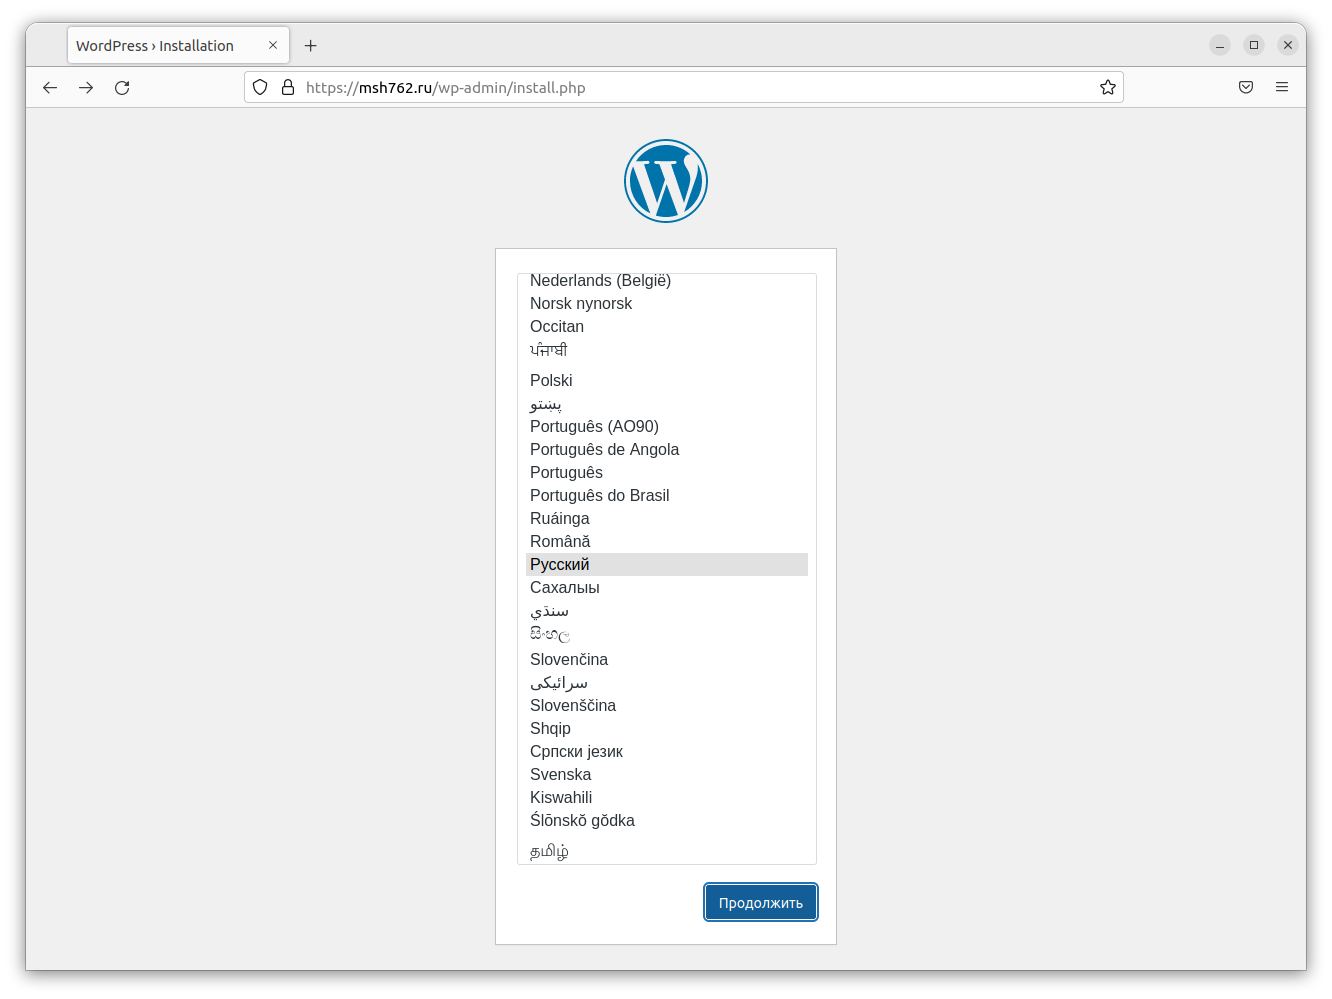 WordPress › Installation
https://msh762.ru/wp-admin/install.php
Nederlands (België)
Norsk nynorsk
Occitan
ਪੰਜਾਬੀ
Polski
پښتو
Português (AO90)
Português de Angola
Português
Português do Brasil
Ruáinga
Română
Русский
Сахалыы
سنڌي
සිංහල
Slovenčina
سرائیکی
Slovenščina
Shqip
Српски језик
Svenska
Kiswahili
Ślōnskŏ gŏdka
தமிழ்
Продолжить